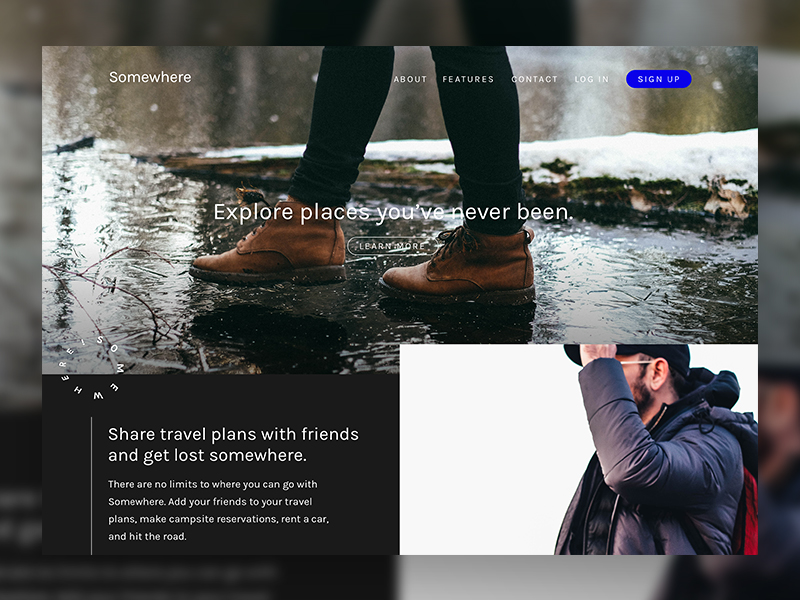 Somewhere
ABOUT FEATURES CONTACT LOG IN SIGN UP
Explore places you've never been.
LEARN MORE
SOMEWHERE
Share travel plans with friends
and get lost somewhere.
There are no limits to where you can go with
Somewhere. Add your friends to your travel
plans, make campsite reservations, rent a car,
and hit the road.